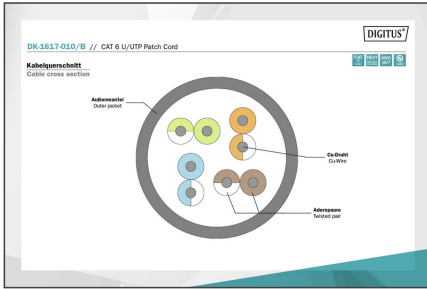 DIGITUS®
DK-1617-010/B // CAT 6 U/UTP Patch Cord
Kabelquerschnitt
Cable cross section
Außenmantel
Outer jacket
Cu-Draht
Cu-Wire
Aderspaare
Twisted pair